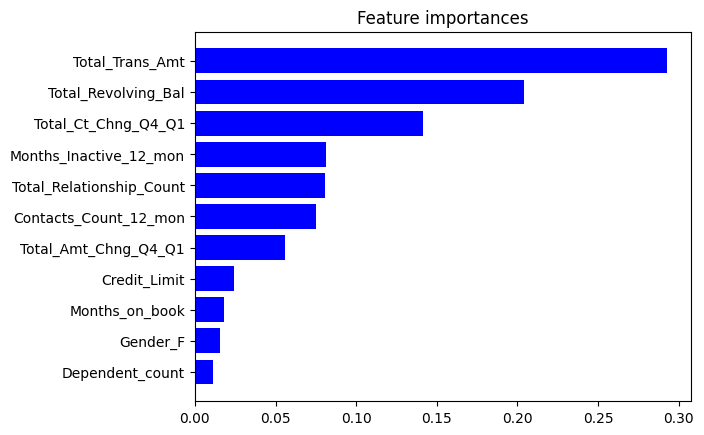 Feature importances
Total_Trans_Amt
Total_Revolving_Bal
Total_Ct_Chng_Q4_Q1
Months_Inactive_12_mon
Total_Relationship_Count
Contacts_Count_12_mon
Total_Amt_Chng_Q4_Q1
Credit_Limit
Months_on_book
Gender_F
Dependent_count
0.00 0.05 0.10 0.15 0.20 0.25 0.30